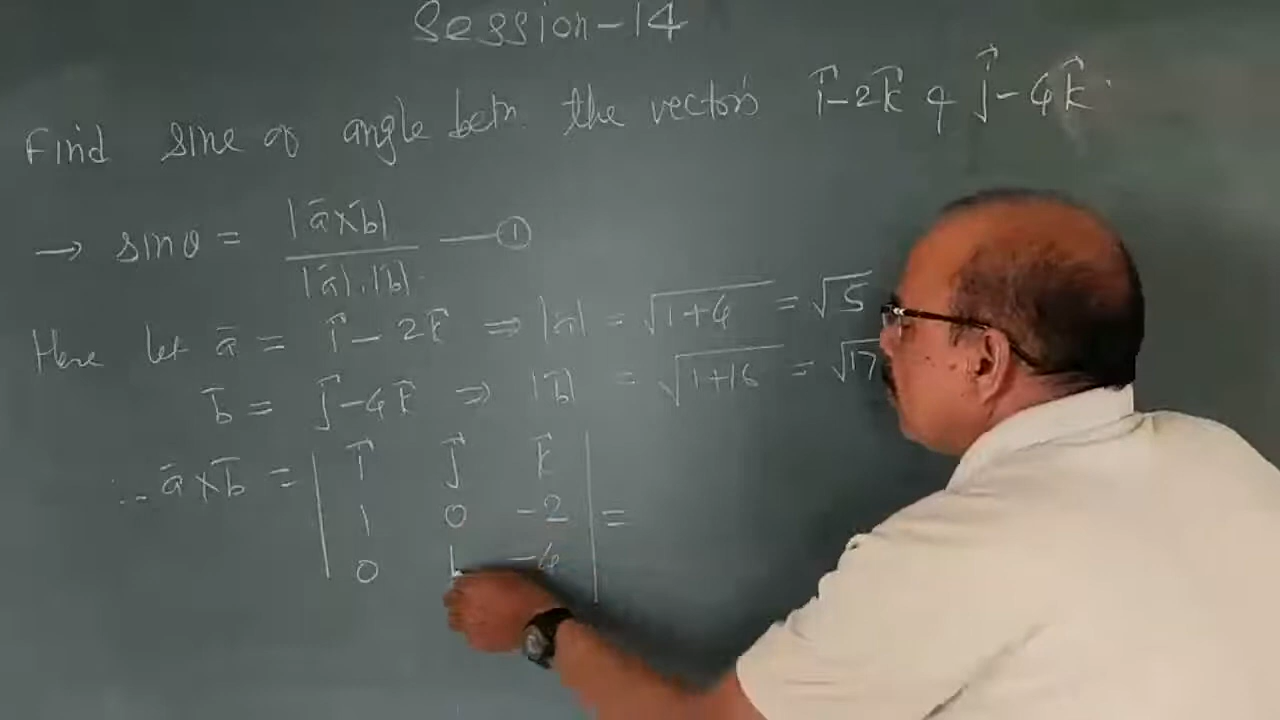 Session-14
Find sine of angle betn. the vectors i⃗-2k⃗ & j⃗-4k⃗.
→ sinθ = |a̅×b̅| / |a̅|.|b̅| —①
Here let a̅ = i⃗-2k⃗ ⇒ |a̅| = √1+4 = √5
b̅ = j⃗-4k⃗ ⇒ |b̅| = √1+16 = √17
∴ a̅×b̅ = | i⃗ j⃗ k⃗ |
| 1 0 -2 | =
| 0 1 -4 |